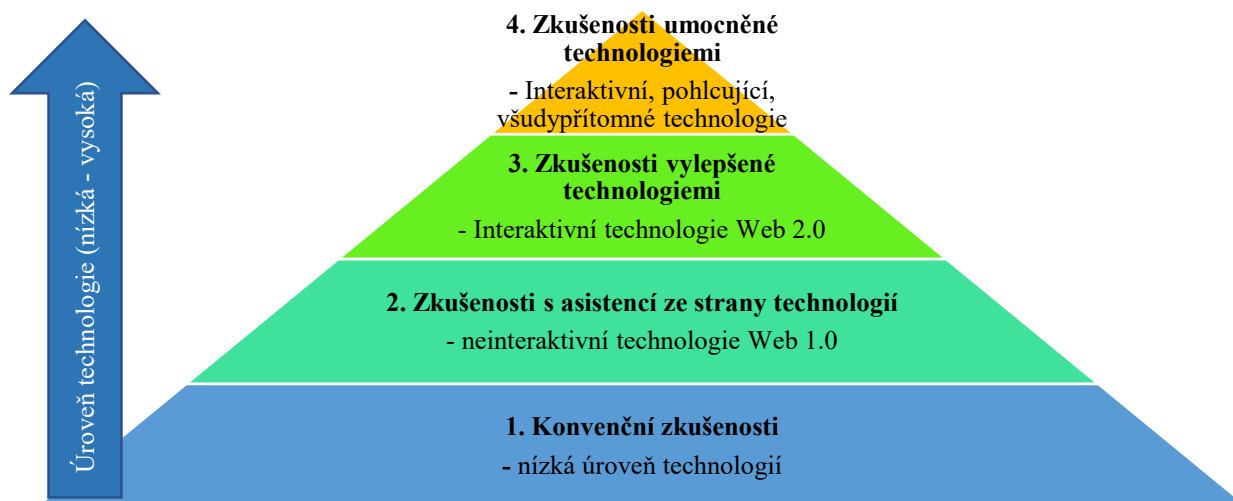 Úroveň technologie (nízká - vysoká)
4. Zkušenosti umocněné
technologiemi
- Interaktivní, pohlcující,
všudypřítomné technologie
3. Zkušenosti vylepšené
technologiemi
- Interaktivní technologie Web 2.0
2. Zkušenosti s asistencí ze strany technologií
- neinteraktivní technologie Web 1.0
1. Konvenční zkušenosti
- nízká úroveň technologií